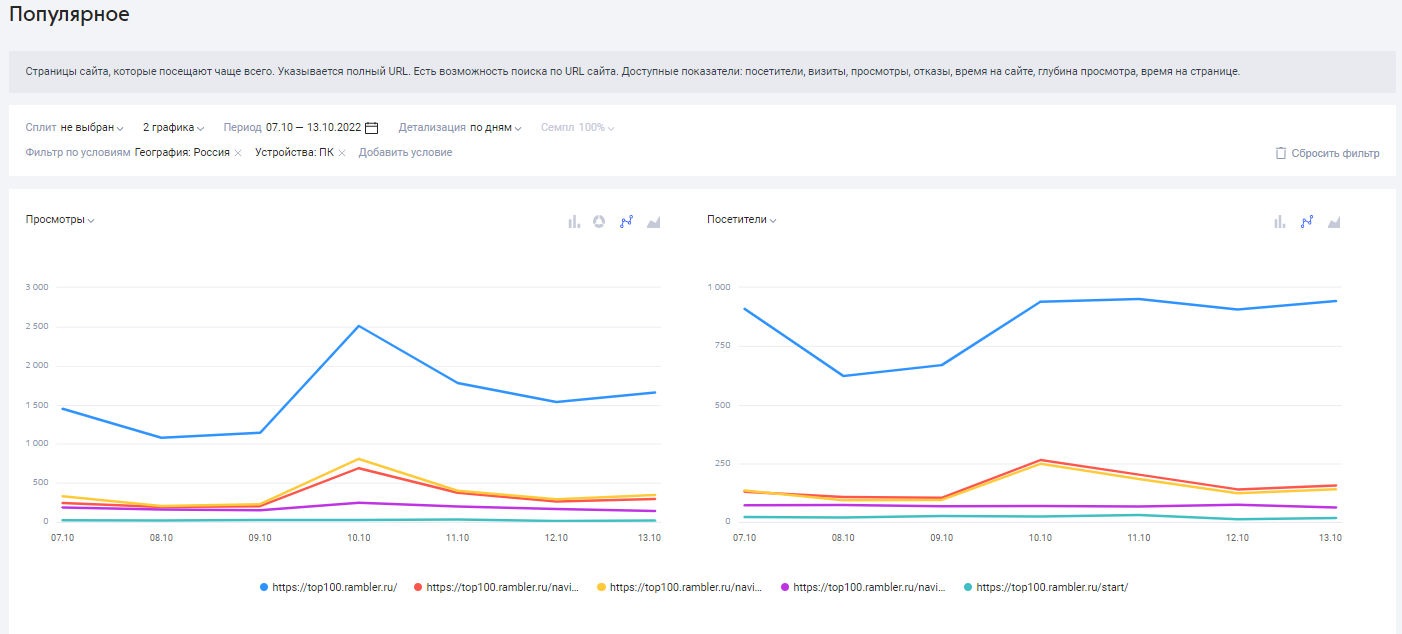 Популярное
Страницы сайта, которые посещают чаще всего. Указывается полный URL. Есть возможность поиска по URL сайта. Доступные показатели: посетители, визиты, просмотры, отказы, время на сайте, глубина просмотра, время на странице.
Сплит не выбран 2 графика Период 07.10 — 13.10.2022 Детализация по дням Семпл 100%
Фильтр по условиям География: Россия × Устройства: ПК × Добавить условие Сбросить фильтр
Просмотры
3 000
2 500
2 000
1 500
1 000
500
0
07.10 08.10 09.10 10.10 11.10 12.10 13.10
Посетители
1 000
750
500
250
0
07.10 08.10 09.10 10.10 11.10 12.10 13.10
https://top100.rambler.ru/ https://top100.rambler.ru/navi... https://top100.rambler.ru/navi... https://top100.rambler.ru/navi... https://top100.rambler.ru/start/